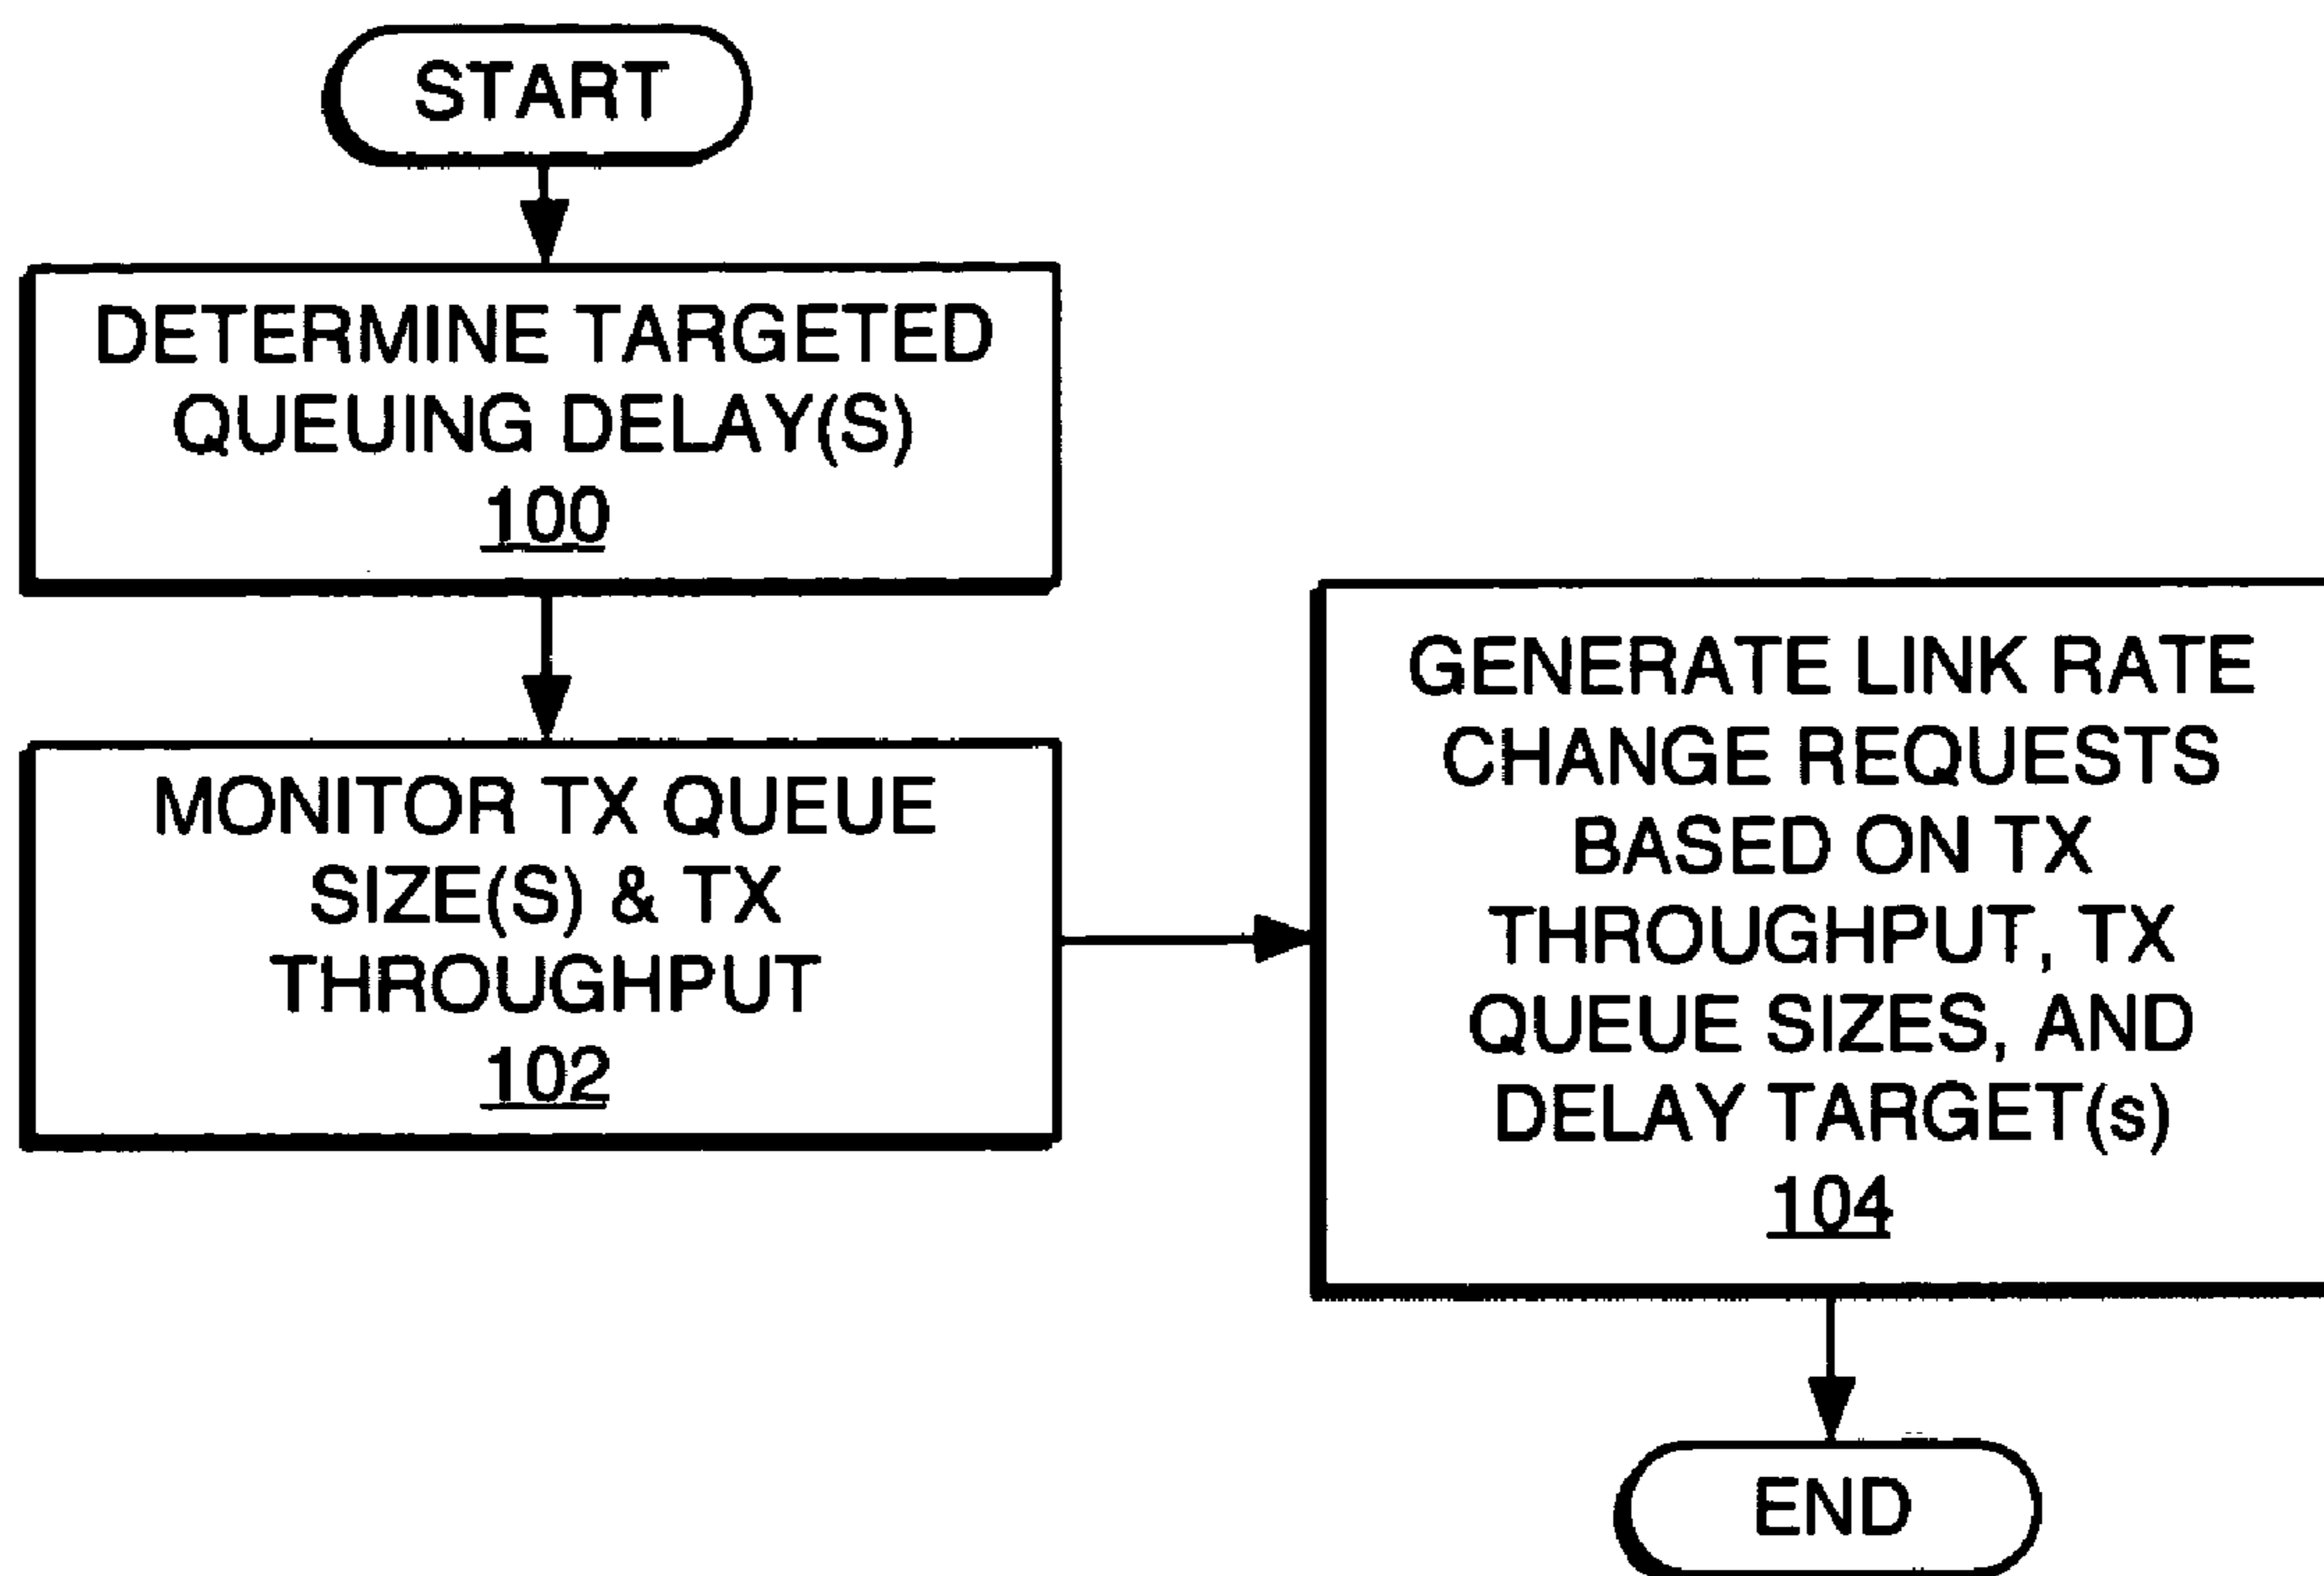 START
DETERMINE TARGETED
QUEUING DELAY(S)
100
MONITOR TX QUEUE
SIZE(S) & TX
THROUGHPUT
102
GENERATE LINK RATE
CHANGE REQUESTS
BASED ON TX
THROUGHPUT, TX
QUEUE SIZES, AND
DELAY TARGET(s)
104
END